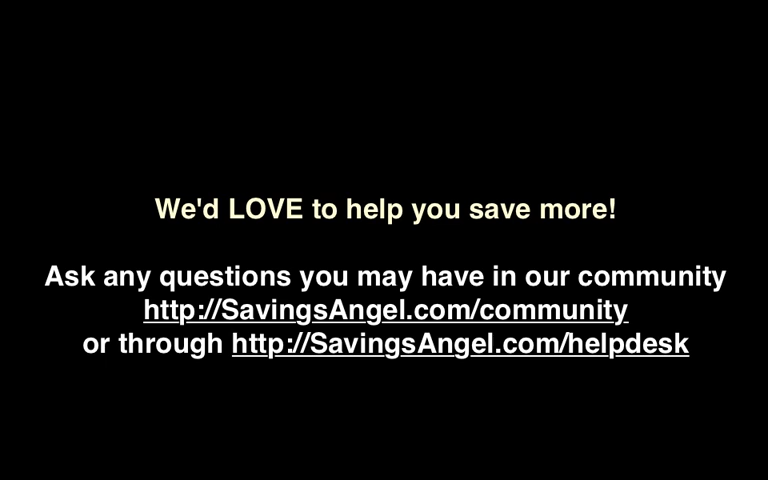 We'd LOVE to help you save more!
Ask any questions you may have in our community
http://SavingsAngel.com/community
or through http://SavingsAngel.com/helpdesk